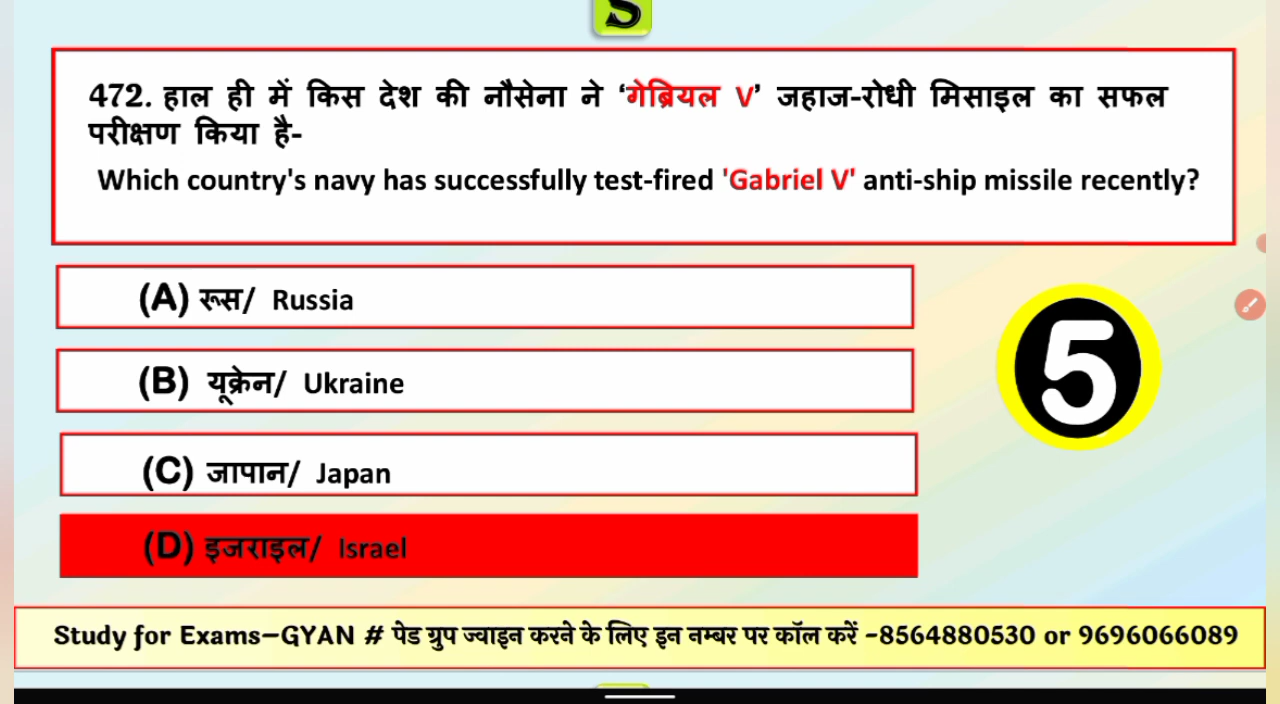 S
472. हाल ही में किस देश की नौसेना ने ‘गेब्रियल V’ जहाज-रोधी मिसाइल का सफल
परीक्षण किया है-
Which country's navy has successfully test-fired 'Gabriel V' anti-ship missile recently?
(A) रूस/ Russia
(B) यूक्रेन/ Ukraine
5
(C) जापान/ Japan
(D) इजराइल/ Israel
Study for Exams–GYAN # पेड ग्रुप ज्वाइन करने के लिए इन नम्बर पर कॉल करें -8564880530 or 9696066089